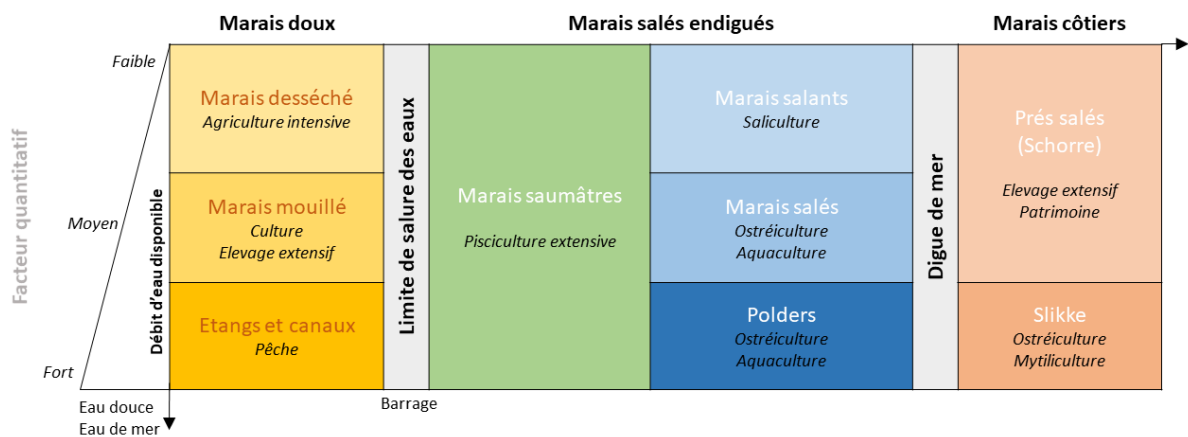 Marais doux
Marais salés endigués
Marais côtiers
Facteur quantitatif
Faible
Moyen
Fort
Débit d'eau disponible
Eau douce
Eau de mer
Marais desséché
Agriculture intensive
Marais mouillé
Culture
Elevage extensif
Etangs et canaux
Pêche
Limite de salure des eaux
Barrage
Marais saumâtres
Pisciculture extensive
Marais salants
Saliculture
Marais salés
Ostréiculture
Aquaculture
Polders
Ostréiculture
Aquaculture
Digue de mer
Prés salés
(Schorre)
Elevage extensif
Patrimoine
Slikke
Ostréiculture
Mytiliculture